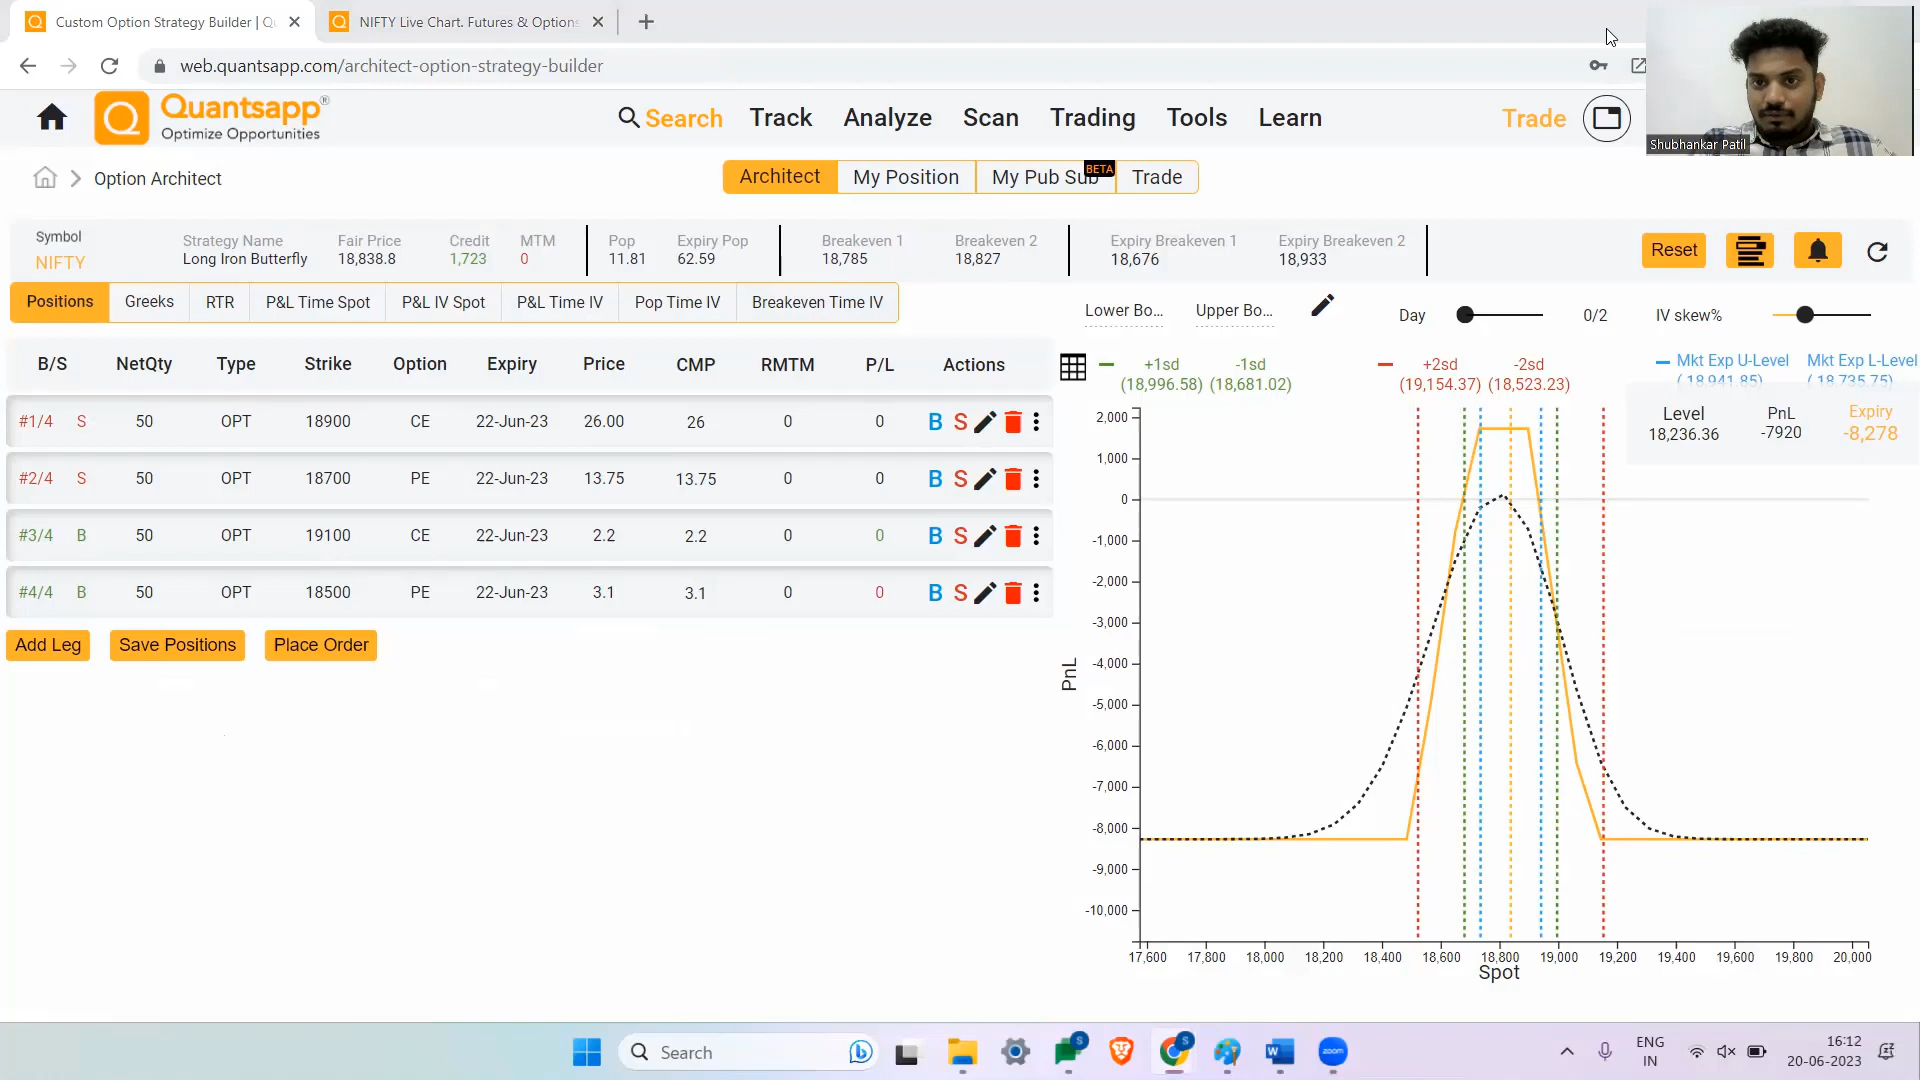 Custom Option Strategy Builder | Qu
NIFTY Live Chart. Futures & Options
web.quantsapp.com/architect-option-strategy-builder
Quantsapp®
Optimize Opportunities
Search
Track
Analyze
Scan
Trading
Tools
Learn
Trade
Shubhankar Patil
Option Architect
Architect
My Position
My Pub Sub
BETA
Trade
Symbol
NIFTY
Strategy Name
Long Iron Butterfly
Fair Price
18,838.8
Credit
1,723
MTM
0
Pop
11.81
Expiry Pop
62.59
Breakeven 1
18,785
Breakeven 2
18,827
Expiry Breakeven 1
18,676
Expiry Breakeven 2
18,933
Reset
Positions
Greeks
RTR
P&L Time Spot
P&L IV Spot
P&L Time IV
Pop Time IV
Breakeven Time IV
Lower Bo...
Upper Bo...
Day
0/2
IV skew%
B/S NetQty Type Strike Option Expiry Price CMP RMTM P/L Actions
#1/4 S 50 OPT 18900 CE 22-Jun-23 26.00 26 0 0 B S
#2/4 S 50 OPT 18700 PE 22-Jun-23 13.75 13.75 0 0 B S
#3/4 B 50 OPT 19100 CE 22-Jun-23 2.2 2.2 0 0 B S
#4/4 B 50 OPT 18500 PE 22-Jun-23 3.1 3.1 0 0 B S
Add Leg
Save Positions
Place Order
+1sd
(18,996.58)
-1sd
(18,681.02)
+2sd
(19,154.37)
-2sd
(18,523.23)
Mkt Exp U-Level
( 18,941.85)
Mkt Exp L-Level
( 18,735.75)
Level
18,236.36
PnL
-7920
Expiry
-8,278
2,000
1,000
0
-1,000
-2,000
-3,000
-4,000
-5,000
-6,000
-7,000
-8,000
-9,000
-10,000
PnL
17,600 17,800 18,000 18,200 18,400 18,600 18,800 19,000 19,200 19,400 19,600 19,800 20,000
Spot
Search
zoom
ENG
IN
16:12
20-06-2023